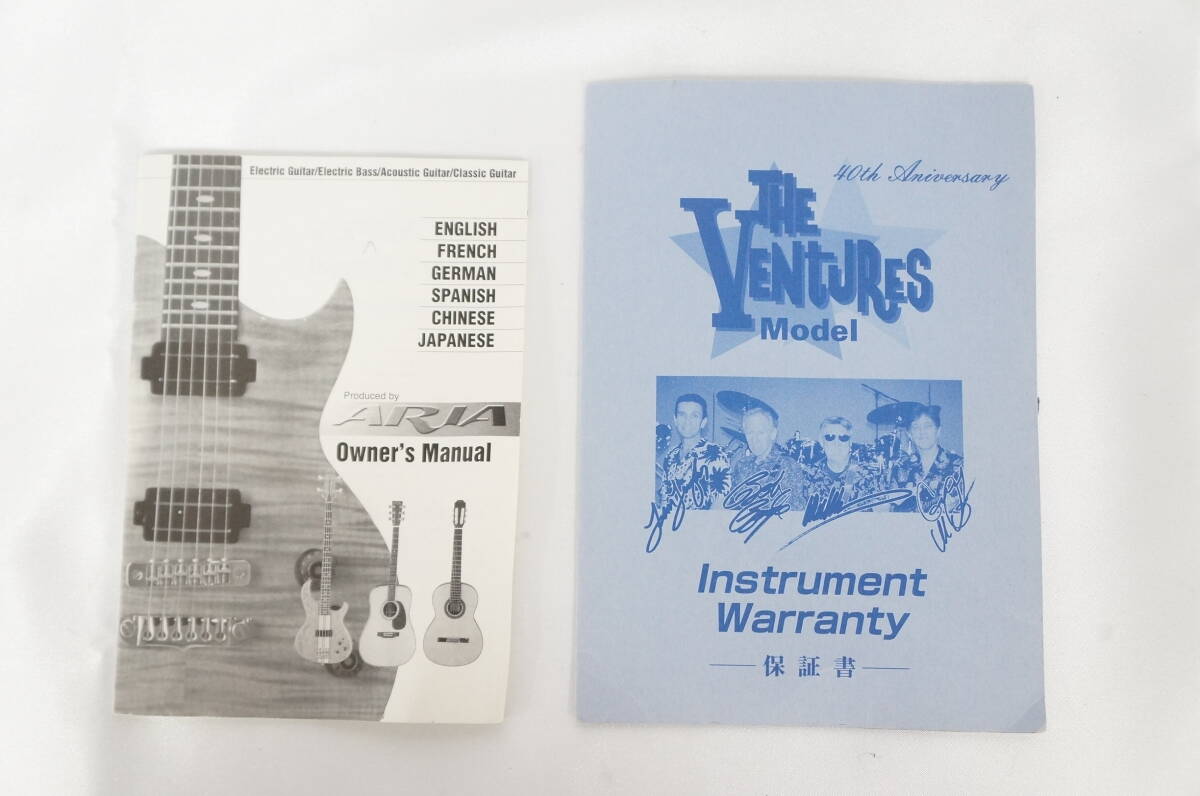 Electric Guitar/Electric Bass/Acoustic Guitar/Classic Guitar
ENGLISH
FRENCH
GERMAN
SPANISH
CHINESE
JAPANESE
Produced by
ARIA
Owner's Manual
40th Aniversary
THE
VENTURES
Model
Instrument
Warranty
保証書